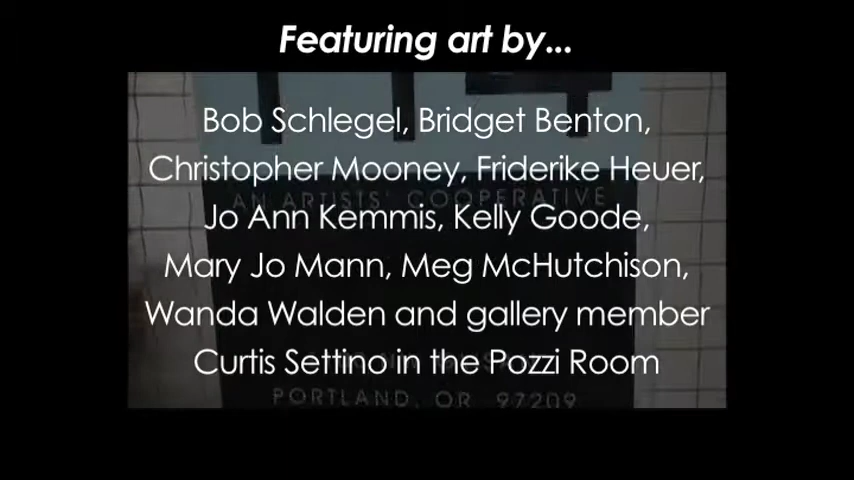 Featuring art by...
Bob Schlegel, Bridget Benton,
Christopher Mooney, Friderike Heuer,
AN ARTISTS' COOPERATIVE
Jo Ann Kemmis, Kelly Goode,
Mary Jo Mann, Meg McHutchison,
Wanda Walden and gallery member
Curtis Settino in the Pozzi Room
PORTLAND, OR 97209